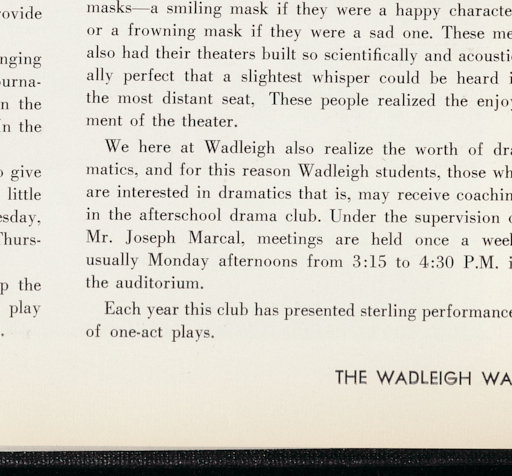 rovide
nging
ourna-
n the
In the
o give
little
esday,
Thurs-
p the
play
.
masks—a smiling mask if they were a happy characte
or a frowning mask if they were a sad one. These me
also had their theaters built so scientifically and acousti
ally perfect that a slightest whisper could be heard i
the most distant seat, These people realized the enjoy
ment of the theater.
We here at Wadleigh also realize the worth of dra
matics, and for this reason Wadleigh students, those wh
are interested in dramatics that is, may receive coachin
in the afterschool drama club. Under the supervision o
Mr. Joseph Marcal, meetings are held once a week
usually Monday afternoons from 3:15 to 4:30 P.M. i
the auditorium.
Each year this club has presented sterling performance
of one-act plays.
THE WADLEIGH WA